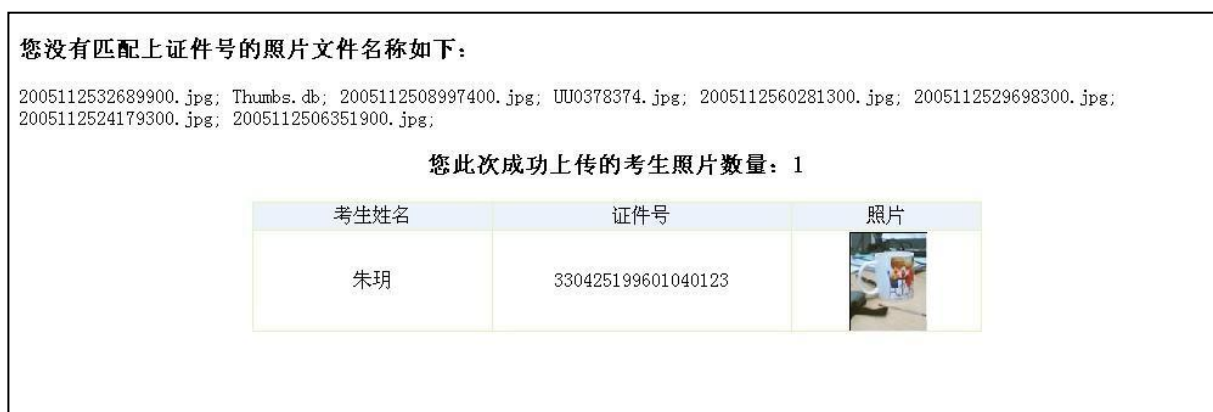 您没有匹配上证件号的照片文件名称如下：
2005112532689900.jpg; Thumbs.db; 2005112508997400.jpg; UU0378374.jpg; 2005112560281300.jpg; 2005112529698300.jpg;
2005112524179300.jpg; 2005112506351900.jpg;
您此次成功上传的考生照片数量：1
考生姓名 证件号 照片
朱玥 330425199601040123